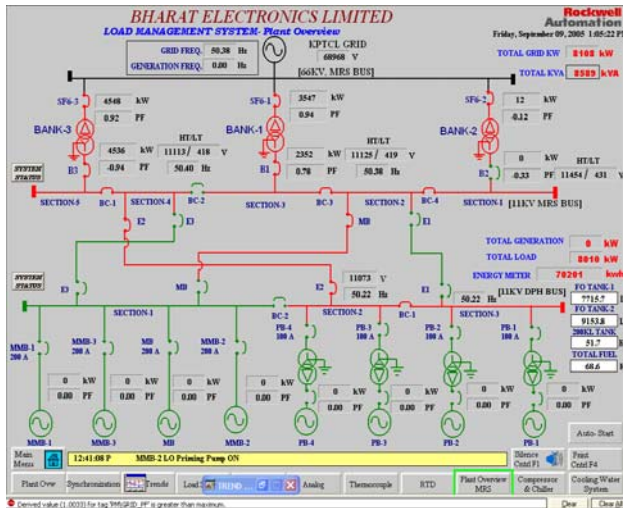 BHARAT ELECTRONICS LIMITED
Rockwell Automation
LOAD MANAGEMENT SYSTEM- Plant Overview
Friday, September 09, 2005 1:05:22 P
GRID FREQ. 50.38 Hz
GENERATION FREQ. 0.00 Hz
KPTCL GRID
68968 V
TOTAL GRID KW 8108 kW
TOTAL KVA 8589 kVA
[66KV, MRS BUS]
SF6-3 4548 kW
0.92 PF
SF6-1 3547 kW
0.94 PF
SF6-2 12 kW
-0.12 PF
BANK-3
BANK-1
BANK-2
HT/LT
4536 kW 11113/ 418 V
B3 -0.94 PF 50.40 Hz
HT/LT
2352 kW 11125/ 419 V
B1 0.78 PF 50.38 Hz
0 kW HT/LT
B2 -0.33 PF 11454/ 431 V
SYSTEM STATUS
SECTION-5 BC-1 SECTION-4 BC-2 SECTION-3 BC-3 SECTION-2 BC-4 SECTION-1 [11KV MRS BUS]
E2 E3 MB E1
TOTAL GENERATION 0 kW
TOTAL LOAD 8010 kW
ENERGY METER 70201 kwh
SYSTEM STATUS
E3 MB E2 11073 V
50.22 Hz
E1 50.22 Hz [11KV DPH BUS]
SECTION-1 BC-2 SECTION-2 BC-1 SECTION-3
FO TANK-1
7715.7
FO TANK-2
9153.8
200KL TANK
51.7
TOTAL FUEL
68.6
MMB-1 200 A
MMB-3 200 A
MB 200 A
MMB-2 200 A
PB-4 100 A
PB-3 100 A
PB-2 100 A
PB-1 100 A
0 kW 0 kW 0 kW 0 kW 0 kW 0 kW 0 kW 0 kW
0.00 PF 0.00 PF 0.00 PF 0.00 PF 0.00 PF 0.00 PF 0.00 PF 0.00 PF
MMB-1 MMB-3 MB MMB-2 PB-4 PB-3 PB-2 PB-1
Auto- Start
Main Menu
12:41:08 P MMB-2 LO Priming Pump ON
Silence Cntrl F1
Print Cntrl F4
Plant Ovw
Synchronization
Trends
Load
TREND ...
Analog
Thermocouple
RTD
Plant Overview MRS
Compressor & Chiller
Cooling Water System
Clear